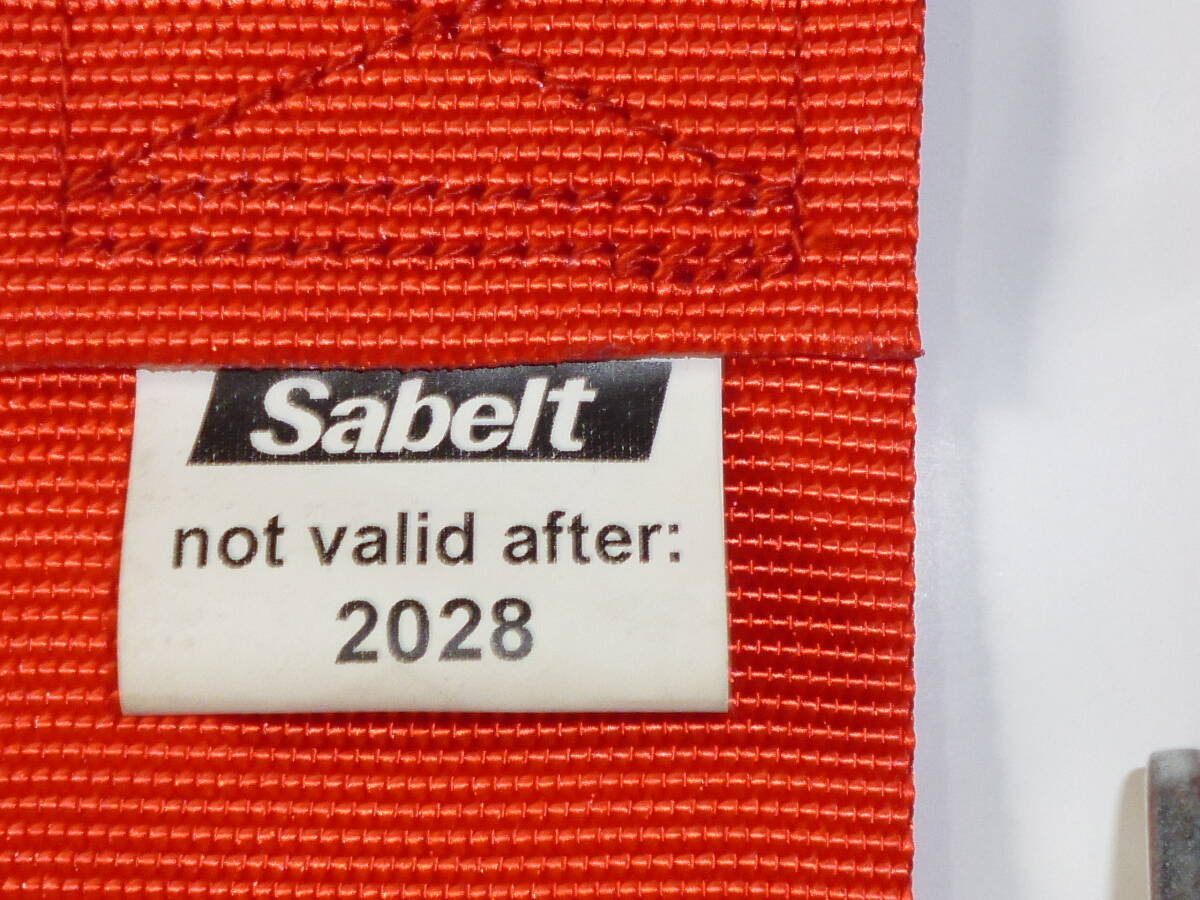 Sabelt
not valid after:
2028